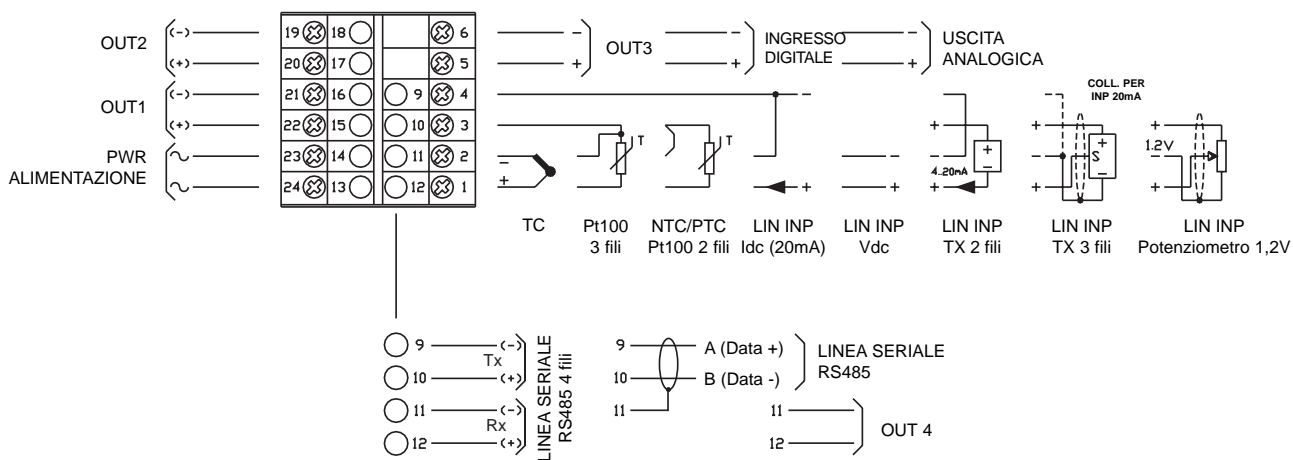 OUT2
(-)
(+)
OUT1
(-)
(+)
PWR
ALIMENTAZIONE
19 18 6
20 17 5
21 16 9 4
22 15 10 3
23 14 11 2
24 13 12 1
-
+
OUT3
-
+
INGRESSO
DIGITALE
-
+
USCITA
ANALOGICA
-
+
TC
T
Pt100
3 fili
T
NTC/PTC
Pt100 2 fili
-
+
LIN INP
Idc (20mA)
-
+
LIN INP
Vdc
+
-
4..20mA
+
+
-
LIN INP
TX 2 fili
COLL. PER
INP 20mA
+
-
+
+
S
-
LIN INP
TX 3 fili
+
1.2V
-
+
LIN INP
Potenziometro 1,2V
9 (-)
Tx
10 (+)
11 (-)
Rx
12 (+)
LINEA SERIALE
RS485 4 fili
9 A (Data +)
10 B (Data -)
11
LINEA SERIALE
RS485
11
12
OUT 4